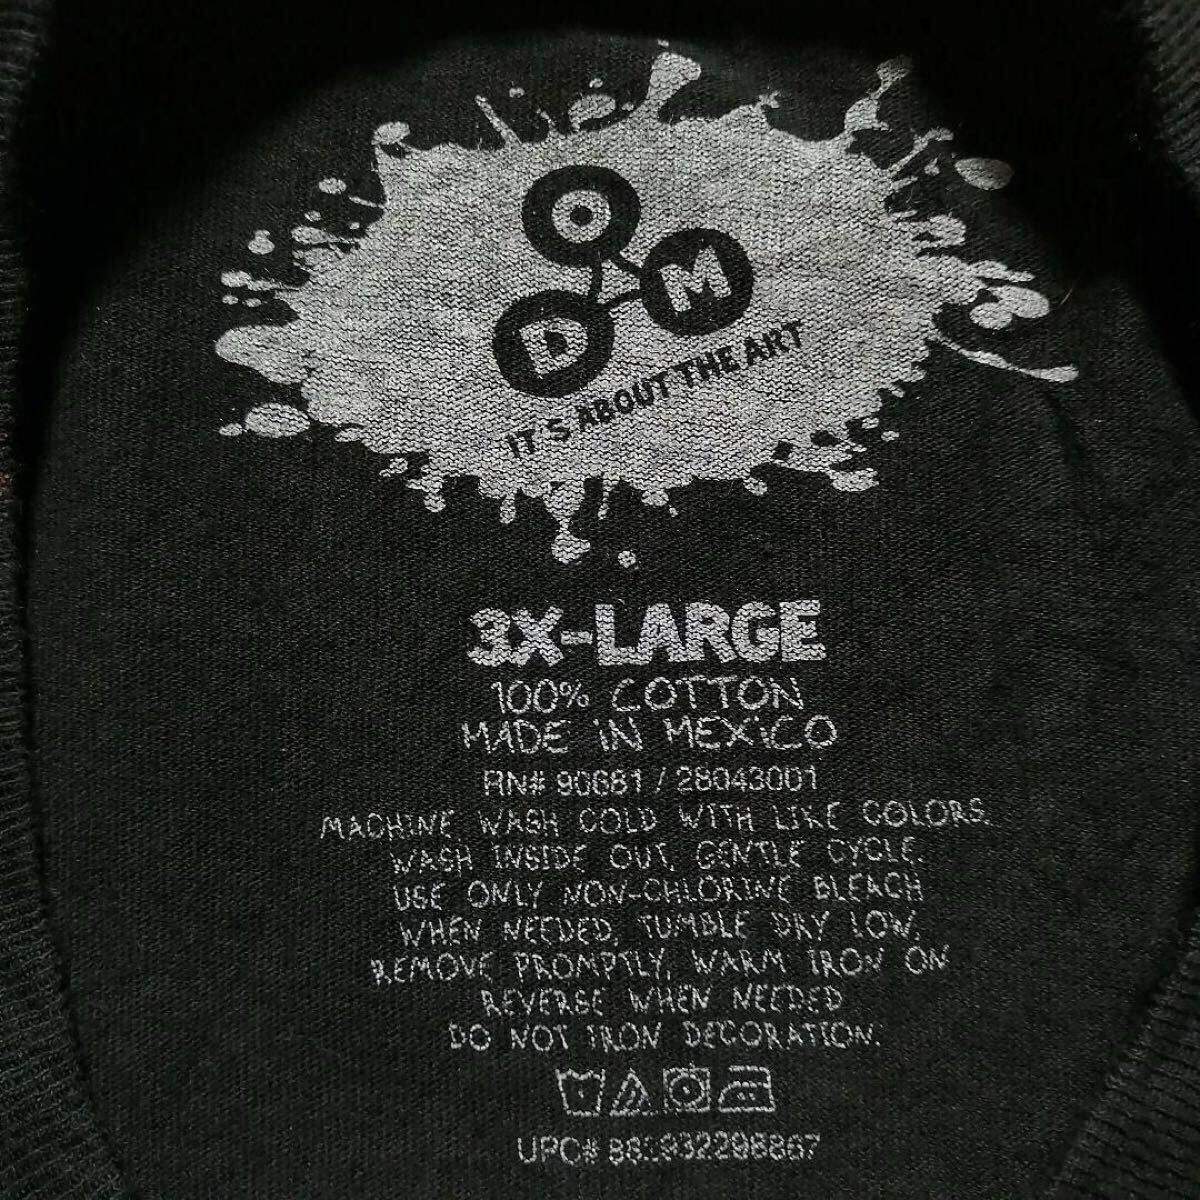 O
D M
IT'S ABOUT THE ART
3X-LARGE
100% COTTON
MADE IN MEXICO
RN# 90681 / 28043001
MACHINE WASH COLD WITH LIKE COLORS.
WASH INSIDE OUT, GENTLE CYCLE.
USE ONLY NON-CHLORINE BLEACH
WHEN NEEDED, TUMBLE DRY LOW,
REMOVE PROMPTLY, WARM IRON ON
REVERSE WHEN NEEDED
DO NOT IRON DECORATION.
UPC#